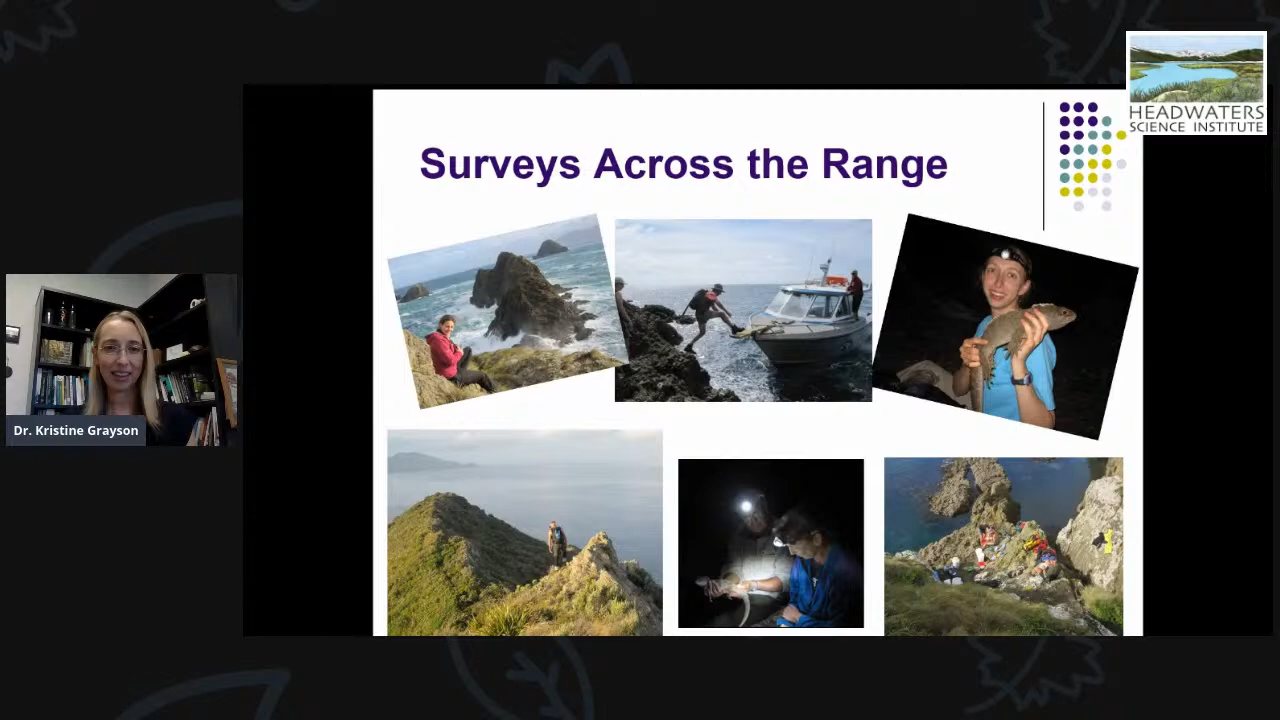 HEADWATERS
SCIENCE INSTITUTE
Surveys Across the Range
Dr. Kristine Grayson